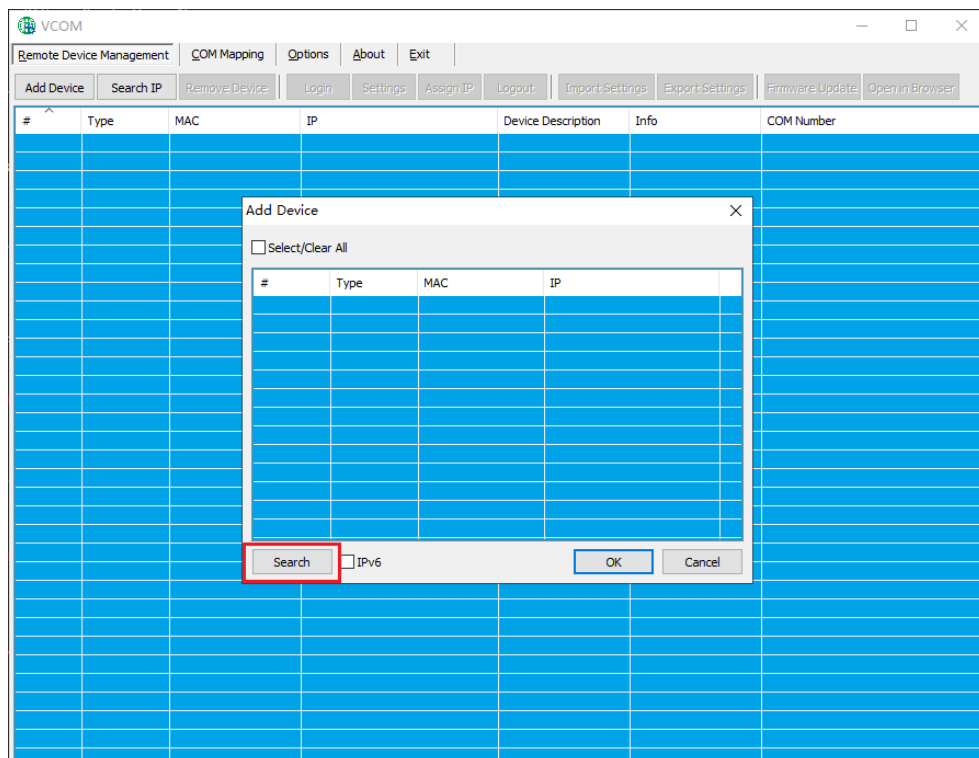 VCOM
Remote Device Management COM Mapping Options About Exit
Add Device Search IP Remove Device Login Settings Assign IP Logout Import Settings Export Settings Firmware Update Open in Browser
# Type MAC IP Device Description Info COM Number
Add Device
Select/Clear All
# Type MAC IP
Search IPv6 OK Cancel